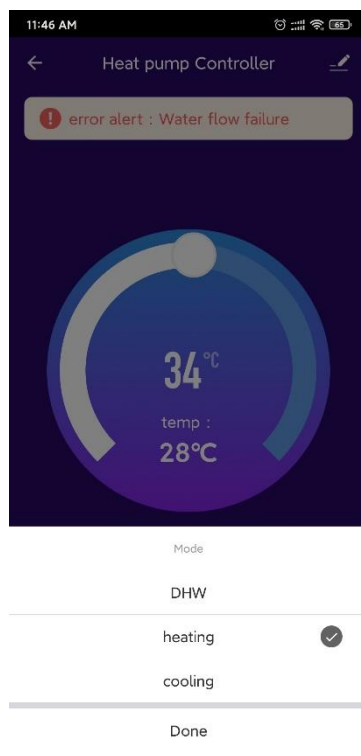 11:46 AM
65
Heat pump Controller
error alert : Water flow failure
34 °C
temp :
28°C
Mode
DHW
heating
cooling
Done